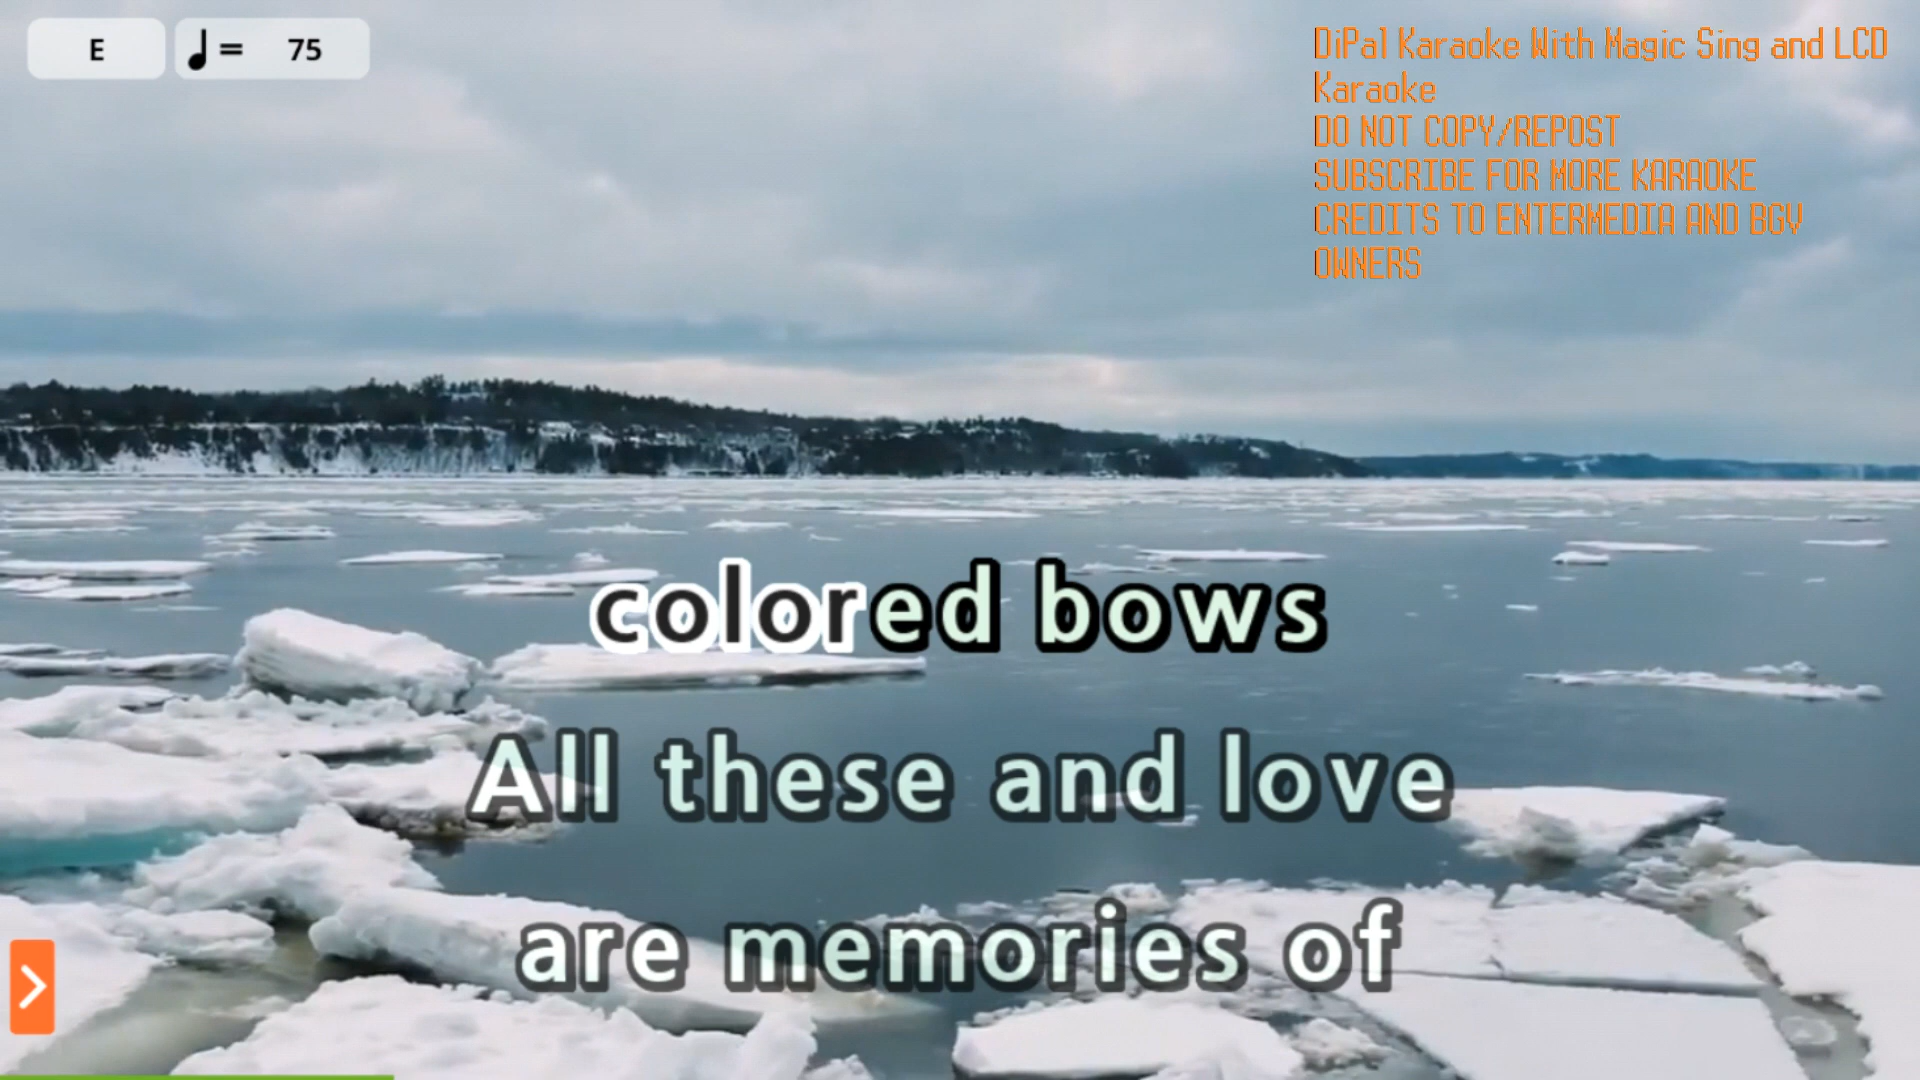 E
= 75
DiPal Karaoke With Magic Sing and LCD
Karaoke
DO NOT COPY/REPOST
SUBSCRIBE FOR MORE KARAOKE
CREDITS TO ENTERMEDIA AND BGV
OWNERS
colored bows
All these and love
are memories of